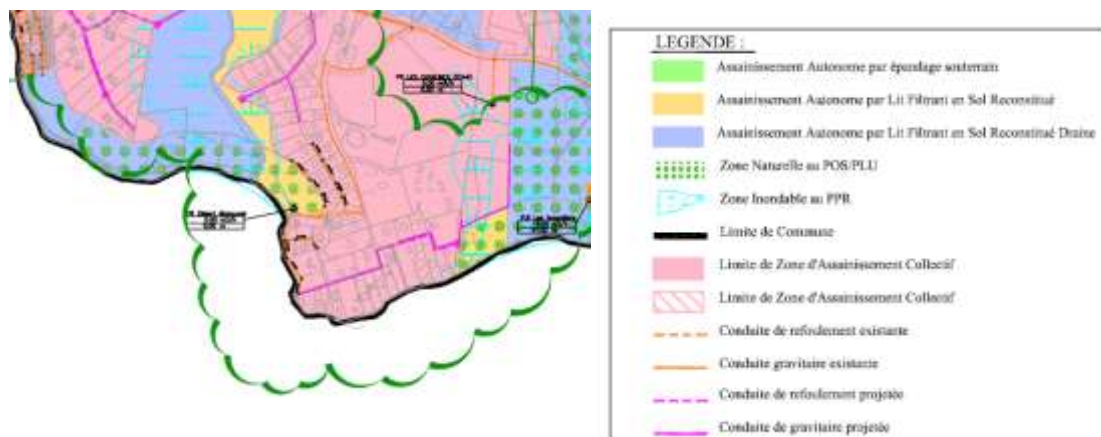 LEGENDE :
Assainissement Autonome par épandage souterrain
Assainissement Autonome par Lit Filtrant en Sol Reconstitué
Assainissement Autonome par Lit Filtrant en Sol Reconstitué Drainé
Zone Naturelle au POS/PLU
Zone Inondable au PPR
Limite de Commune
Limite de Zone d'Assainissement Collectif
Limite de Zone d'Assainissement Collectif
Conduite de refoulement existante
Conduite gravitaire existante
Conduite de refoulement projetée
Conduite de gravitaire projetée